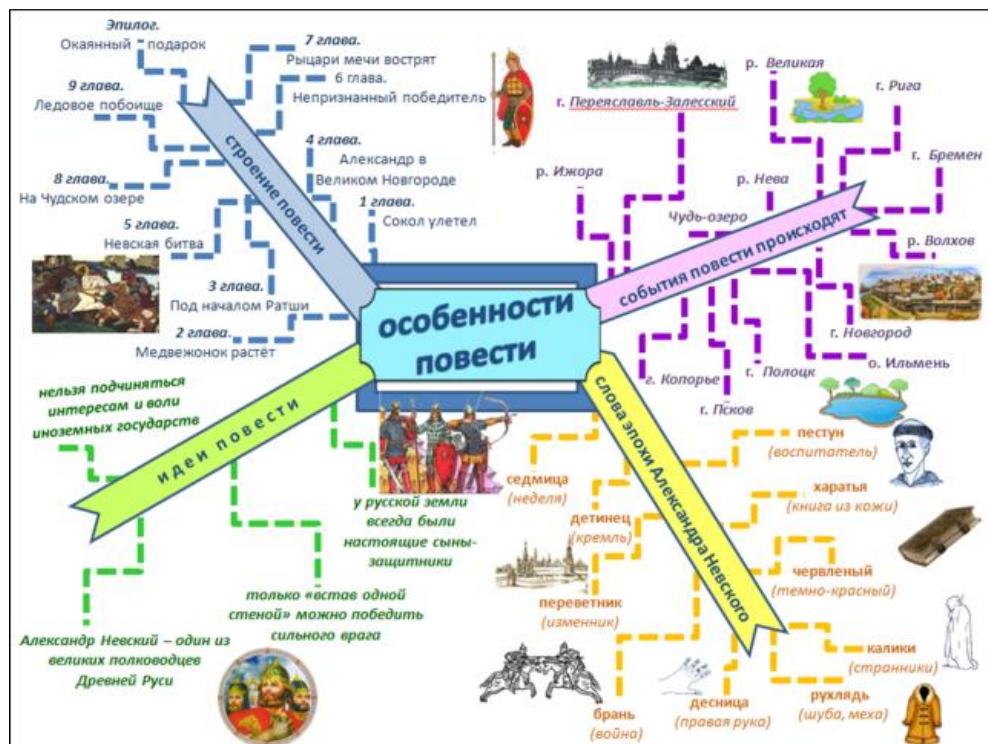 особенности
повести
строение повести
Эпилог.
Окаянный подарок
9 глава.
Ледовое побоище
8 глава.
На Чудском озере
5 глава.
Невская битва
3 глава.
Под началом Ратши
2 глава.
Медвежонок растёт
7 глава.
Рыцари мечи вострят
6 глава.
Непризнанный победитель
4 глава.
Александр в
Великом Новгороде
1 глава.
Сокол улетел
события повести происходят
г. Переяславль-Залесский
р. Великая
г. Рига
г. Бремен
р. Ижора
р. Нева
Чудь-озеро
р. Волхов
г. Новгород
о. Ильмень
г. Полоцк
г. Копорье
г. Псков
идеи повести
нельзя подчиняться
интересам и воли
иноземных государств
у русской земли
всегда были
настоящие сыны-
защитники
только «встав одной
стеной» можно победить
сильного врага
Александр Невский – один из
великих полководцев
Древней Руси
слова эпохи Александра Невского
седмица
(неделя)
детинец
(кремль)
переветник
(изменник)
брань
(война)
десница
(правая рука)
пестун
(воспитатель)
харатья
(книга из кожи)
червленый
(темно-красный)
калики
(странники)
рухлядь
(шуба, меха)